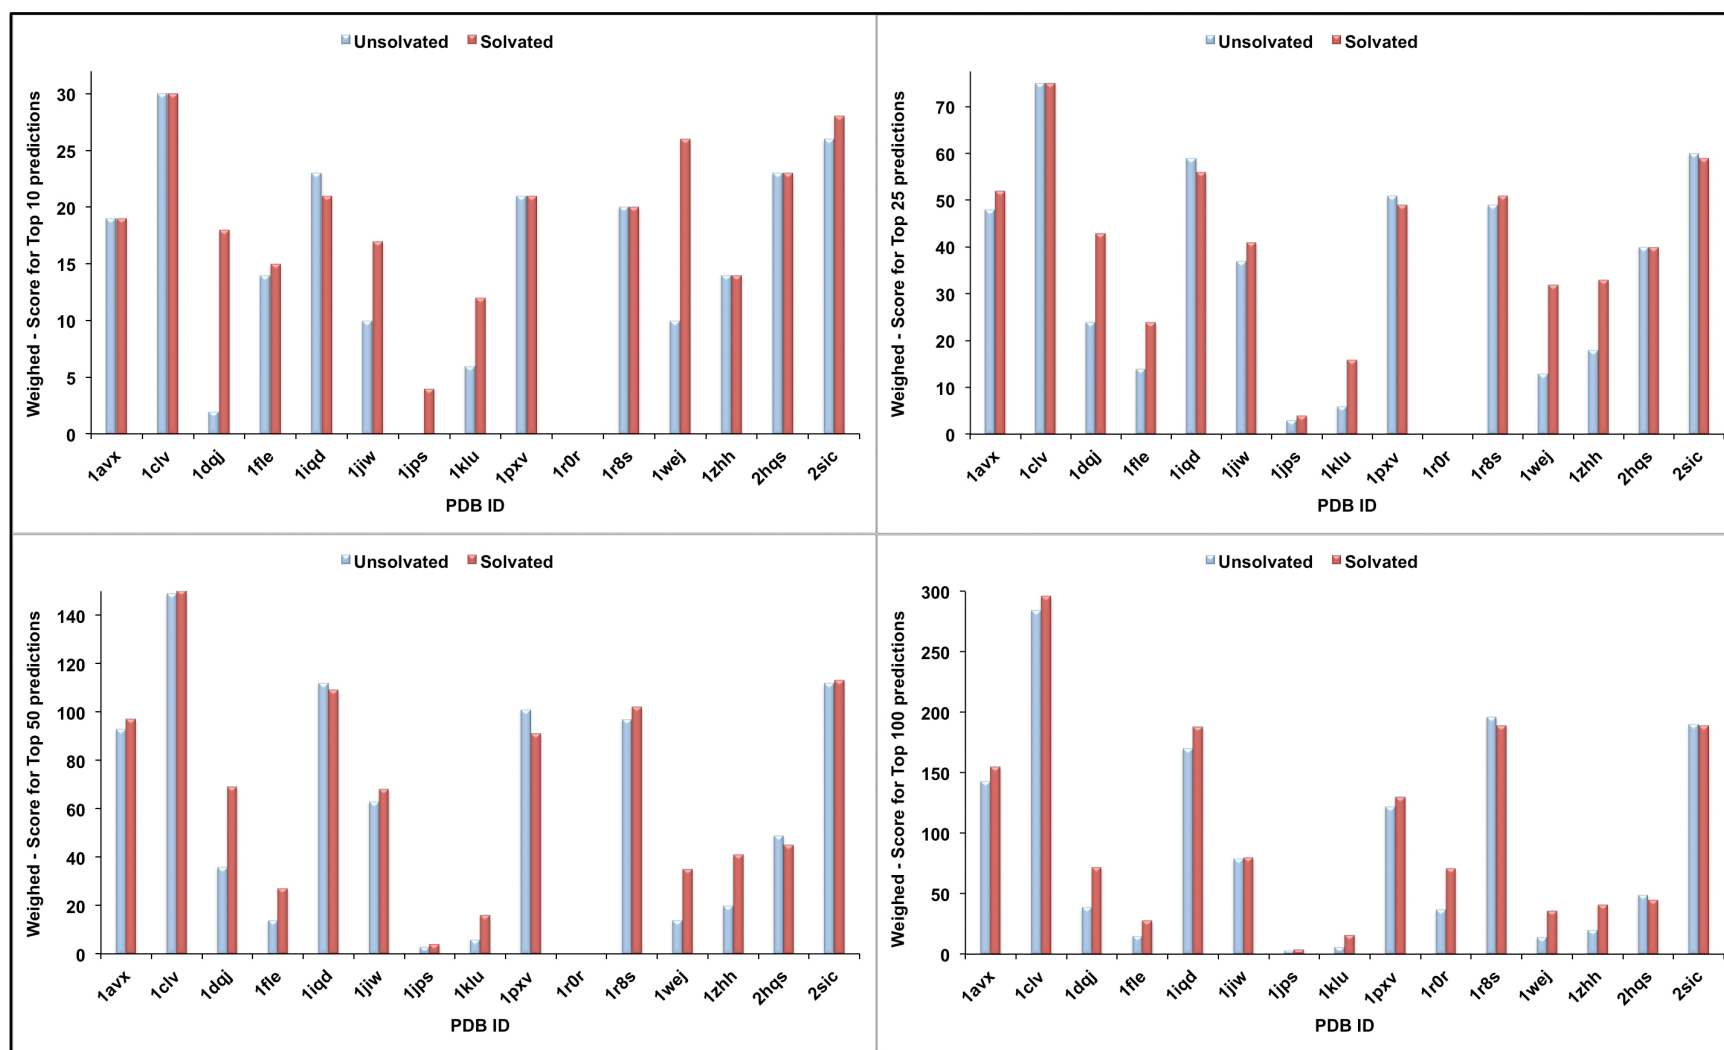 Unsolvated Solvated
Weighed - Score for Top 10 predictions
30
25
20
15
10
5
0
1avx 1clv 1dqj 1fle 1iqd 1jiw 1jps 1klu 1pxv 1r0r 1r8s 1wej 1zhh 2hqs 2sic
PDB ID
Unsolvated Solvated
Weighed - Score for Top 25 predictions
70
60
50
40
30
20
10
0
1avx 1clv 1dqj 1fle 1iqd 1jiw 1jps 1klu 1pxv 1r0r 1r8s 1wej 1zhh 2hqs 2sic
PDB ID
Unsolvated Solvated
Weighed - Score for Top 50 predictions
140
120
100
80
60
40
20
0
1avx 1clv 1dqj 1fle 1iqd 1jiw 1jps 1klu 1pxv 1r0r 1r8s 1wej 1zhh 2hqs 2sic
PDB ID
Unsolvated Solvated
Weighed - Score for Top 100 predictions
300
250
200
150
100
50
0
1avx 1clv 1dqj 1fle 1iqd 1jiw 1jps 1klu 1pxv 1r0r 1r8s 1wej 1zhh 2hqs 2sic
PDB ID